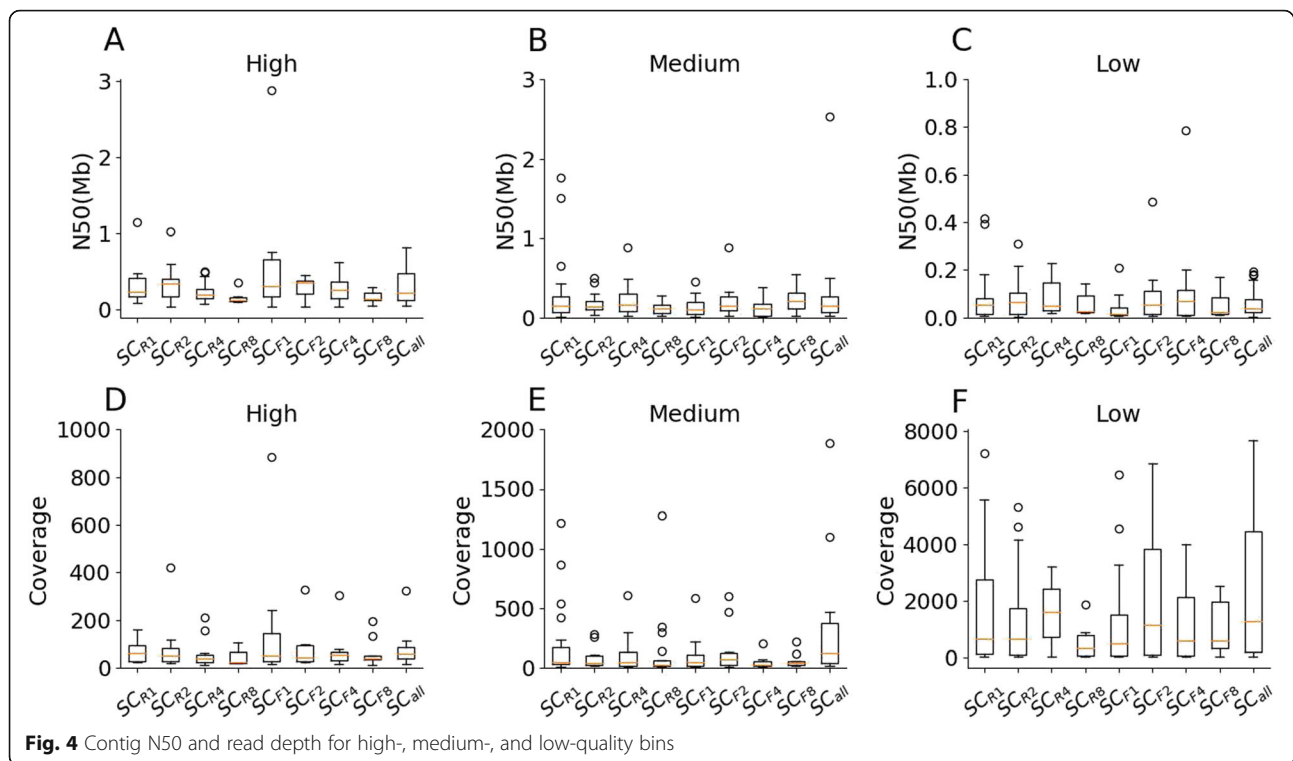 A
High
3
2
1
0
N50(Mb)
SCR1 SCR2 SCR4 SCR8 SCF1 SCF2 SCF4 SCF8 SCall
B
Medium
3
2
1
0
N50(Mb)
SCR1 SCR2 SCR4 SCR8 SCF1 SCF2 SCF4 SCF8 SCall
C
Low
1.0
0.8
0.6
0.4
0.2
0.0
N50(Mb)
SCR1 SCR2 SCR4 SCR8 SCF1 SCF2 SCF4 SCF8 SCall
D
High
1000
800
600
400
200
0
Coverage
SCR1 SCR2 SCR4 SCR8 SCF1 SCF2 SCF4 SCF8 SCall
E
Medium
2000
1500
1000
500
0
Coverage
SCR1 SCR2 SCR4 SCR8 SCF1 SCF2 SCF4 SCF8 SCall
F
Low
8000
6000
4000
2000
0
Coverage
SCR1 SCR2 SCR4 SCR8 SCF1 SCF2 SCF4 SCF8 SCall
Fig. 4 Contig N50 and read depth for high-, medium-, and low-quality bins